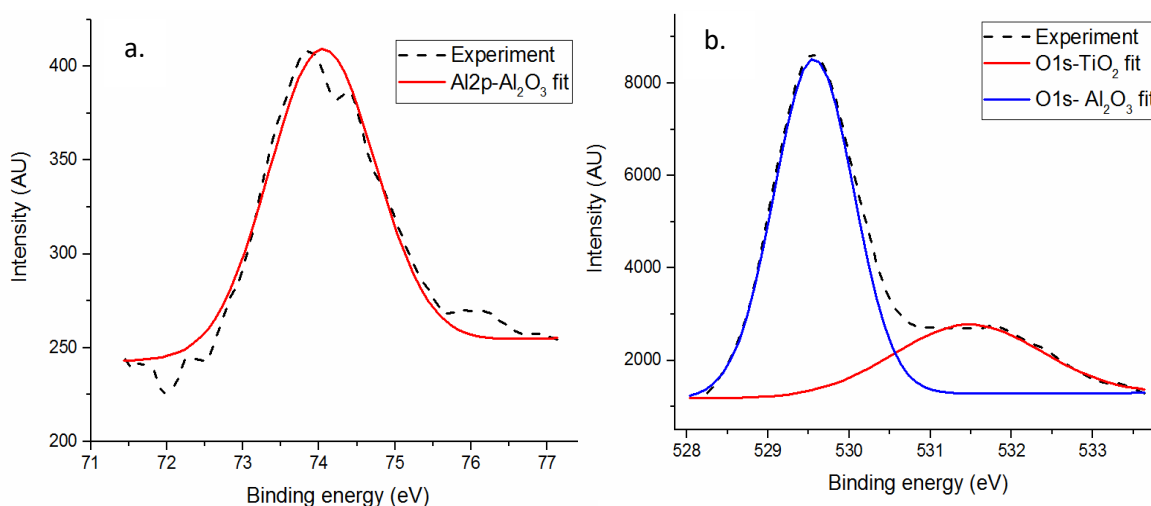 a.
Experiment
Al2p-Al₂O₃ fit
400
350
300
250
200
Intensity (AU)
71 72 73 74 75 76 77
Binding energy (eV)
b.
Experiment
O1s-TiO₂ fit
O1s- Al₂O₃ fit
8000
6000
4000
2000
Intensity (AU)
528 529 530 531 532 533
Binding energy (eV)